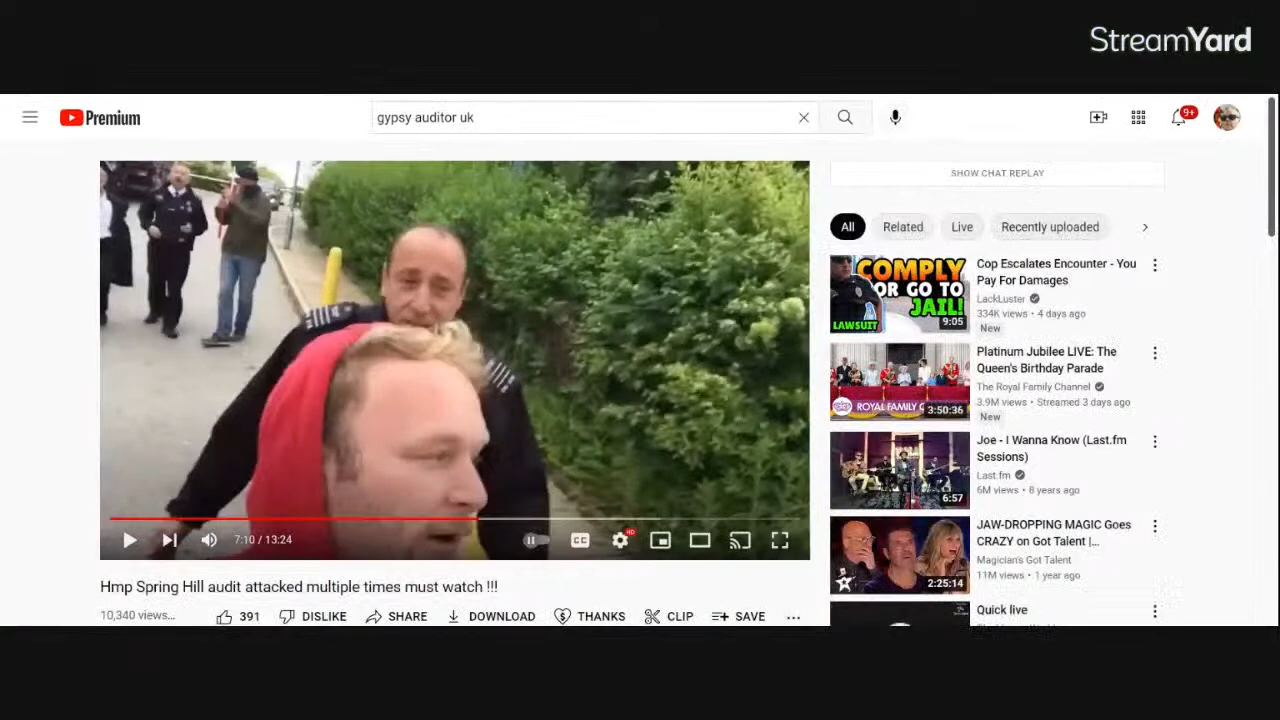 StreamYard
Premium
gypsy auditor uk
9+
SHOW CHAT REPLAY
All
Related
Live
Recently uploaded
COMPLY
OR GO TO
JAIL!
LAWSUIT
9:05
Cop Escalates Encounter - You
Pay For Damages
LackLuster
334K views • 4 days ago
New
ROYAL FAMILY C
3:50:36
Platinum Jubilee LIVE: The
Queen's Birthday Parade
The Royal Family Channel
3.9M views • Streamed 3 days ago
New
6:57
Joe - I Wanna Know (Last.fm
Sessions)
Last.fm
6M views • 8 years ago
2:25:14
JAW-DROPPING MAGIC Goes
CRAZY on Got Talent |...
Magician's Got Talent
11M views • 1 year ago
Quick live
7:10 / 13:24
CC
HD
Hmp Spring Hill audit attacked multiple times must watch !!!
10,340 views...
391
DISLIKE
SHARE
DOWNLOAD
THANKS
CLIP
SAVE